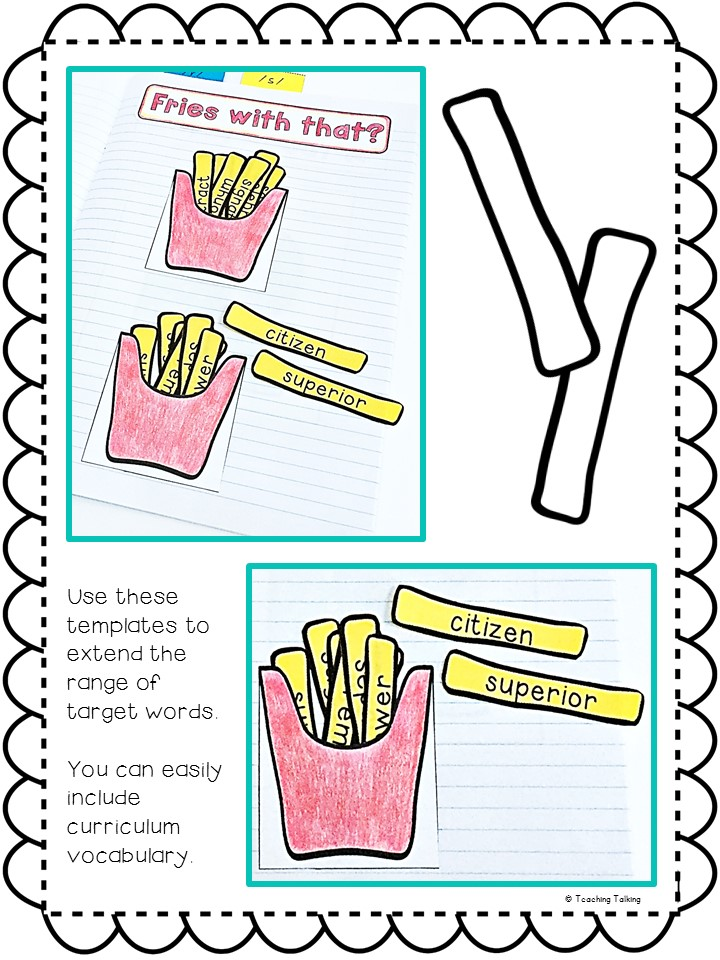 /s/
Fries with that?
citizen
superior
Use these
templates to
extend the
range of
target words.
You can easily
include
curriculum
vocabulary.
citizen
superior
© Teaching Talking